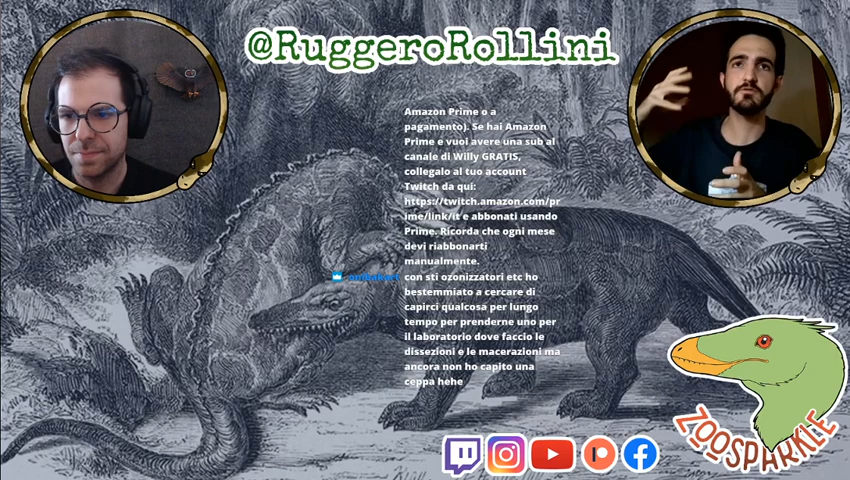 @RuggeroRollini
Amazon Prime o a
pagamento). Se hai Amazon
Prime e vuoi avere una sub al
canale di Willy GRATIS,
collegalo al tuo account
Twitch da qui:
https://twitch.amazon.com/pr
ime/link/it e abbonati usando
Prime. Ricorda che ogni mese
devi riabbonarti
manualmente.
con sti ozonizzatori etc ho
bestemmiato a cercare di
capirci qualcosa per lungo
tempo per prenderne uno per
il laboratorio dove faccio le
dissezioni e le macerazioni ma
ancora non ho capito una
ceppa hehe
ZOOSPARKLE